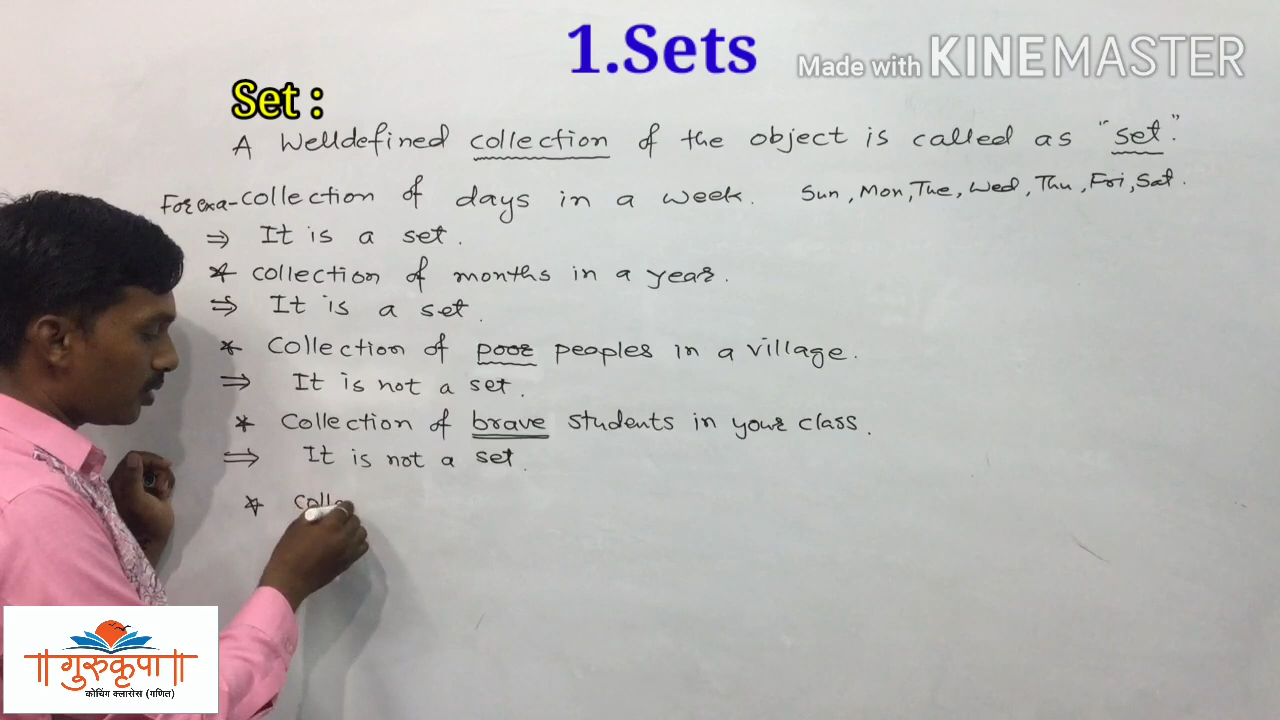 1.Sets
Made with KINEMASTER
Set :
A Welldefined collection of the object is called as "set."
For exa- collection of days in a week. Sun, Mon, Tue, Wed, Thu, Fri, Sat.
⇒ It is a set.
* collection of months in a year.
⇒ It is a set.
* Collection of poor peoples in a village.
⇒ It is not a set.
* Collection of brave students in your class.
⇒ It is not a set.
* Colle
॥ गुरुकृपा ॥
कोचिंग क्लासेस (गणित)